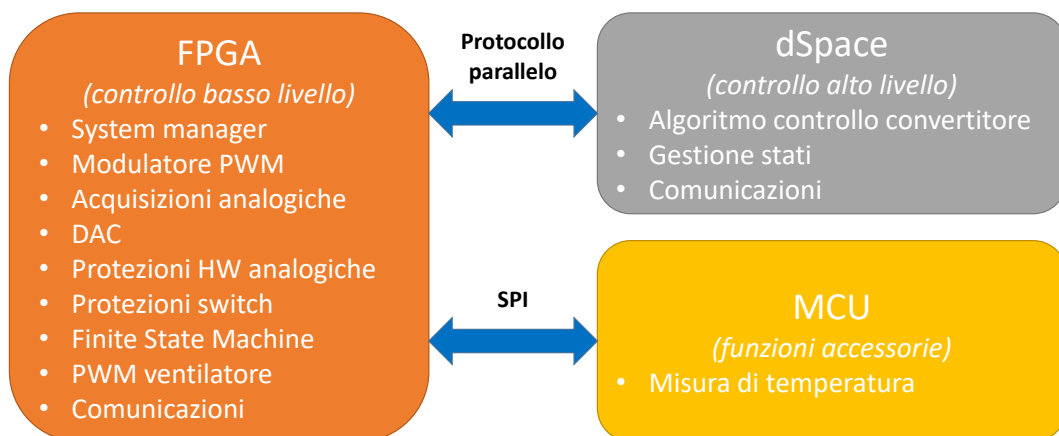 FPGA
(controllo basso livello)
• System manager
• Modulatore PWM
• Acquisizioni analogiche
• DAC
• Protezioni HW analogiche
• Protezioni switch
• Finite State Machine
• PWM ventilatore
• Comunicazioni
Protocollo
parallelo
SPI
dSpace
(controllo alto livello)
• Algoritmo controllo convertitore
• Gestione stati
• Comunicazioni
MCU
(funzioni accessorie)
• Misura di temperatura